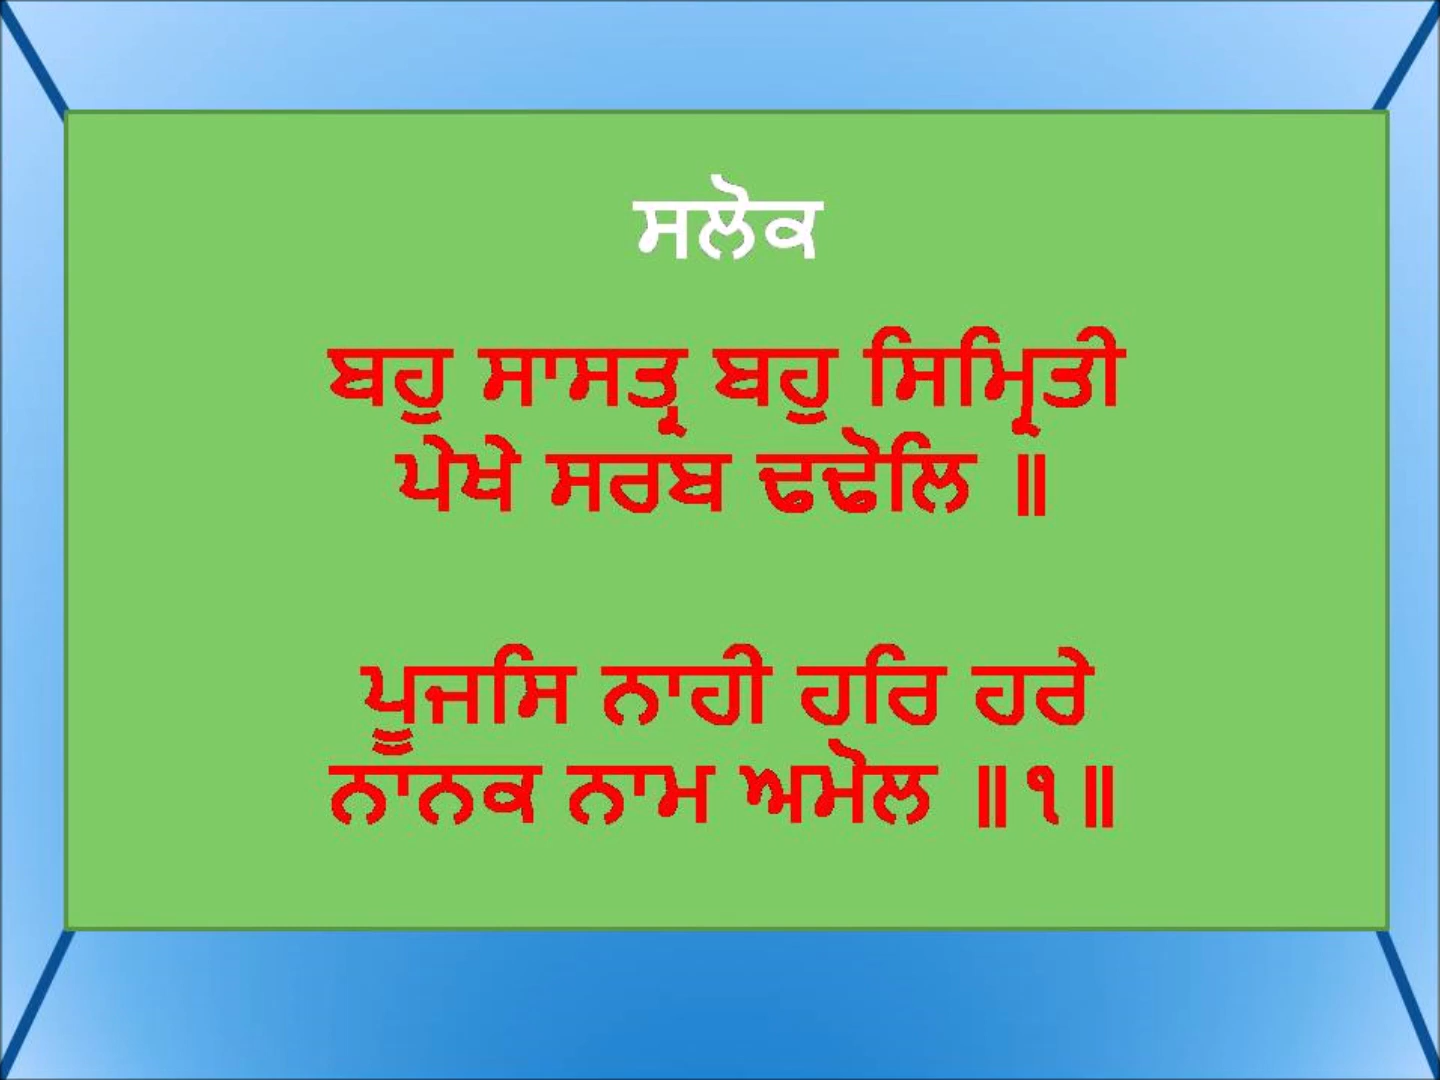 ਸਲੋਕ
ਬਹੁ ਸਾਸਤ੍ਰ ਬਹੁ ਸਿਮ੍ਰਿਤੀ
ਪੇਖੇ ਸਰਬ ਢਢੋਲਿ ॥
ਪੂਜਸਿ ਨਾਹੀ ਹਰਿ ਹਰੇ
ਨਾਨਕ ਨਾਮ ਅਮੋਲ ॥੧॥